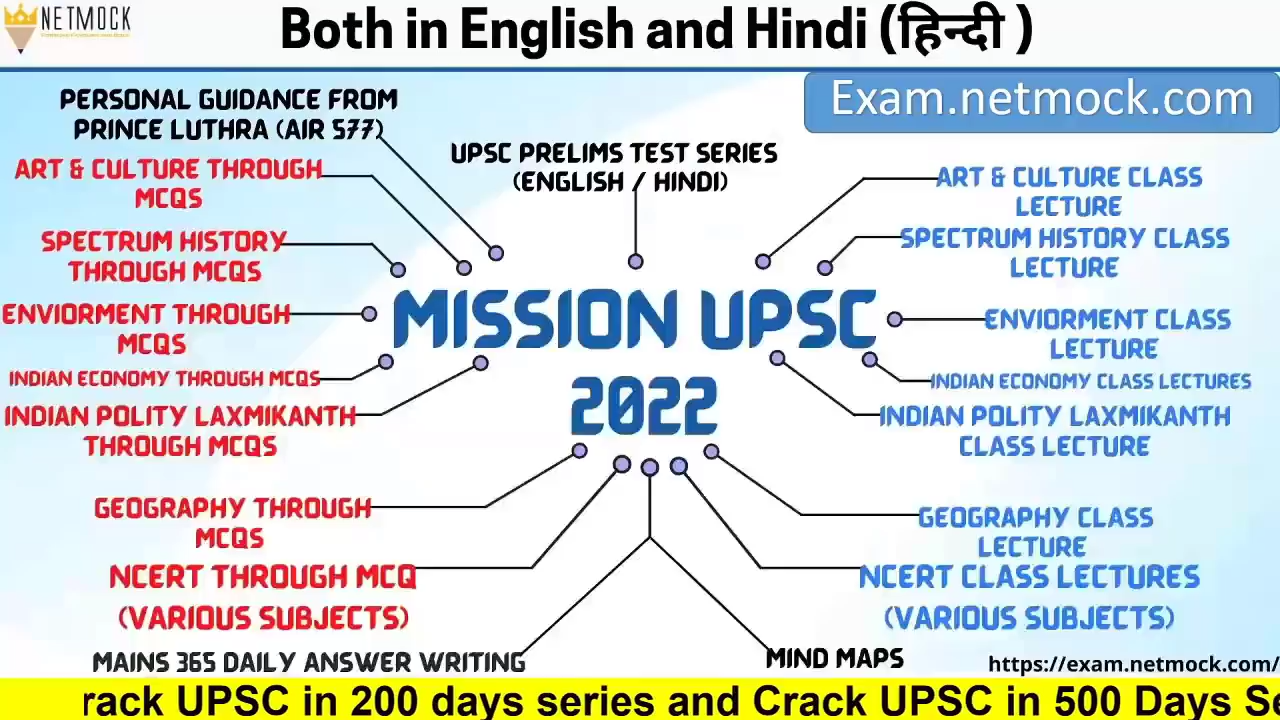 NETMOCK
Both in English and Hindi (हिन्दी )
Exam.netmock.com
PERSONAL GUIDANCE FROM
PRINCE LUTHRA (AIR 577)
ART & CULTURE THROUGH
MCQS
SPECTRUM HISTORY
THROUGH MCQS
ENVIORMENT THROUGH
MCQS
INDIAN ECONOMY THROUGH MCQS
INDIAN POLITY LAXMIKANTH
THROUGH MCQS
GEOGRAPHY THROUGH
MCQS
NCERT THROUGH MCQ
(VARIOUS SUBJECTS)
MAINS 365 DAILY ANSWER WRITING
UPSC PRELIMS TEST SERIES
(ENGLISH / HINDI)
MISSION UPSC
2022
ART & CULTURE CLASS
LECTURE
SPECTRUM HISTORY CLASS
LECTURE
ENVIORMENT CLASS
LECTURE
INDIAN ECONOMY CLASS LECTURES
INDIAN POLITY LAXMIKANTH
CLASS LECTURE
GEOGRAPHY CLASS
LECTURE
NCERT CLASS LECTURES
(VARIOUS SUBJECTS)
MIND MAPS
https://exam.netmock.com/
rack UPSC in 200 days series and Crack UPSC in 500 Days Se